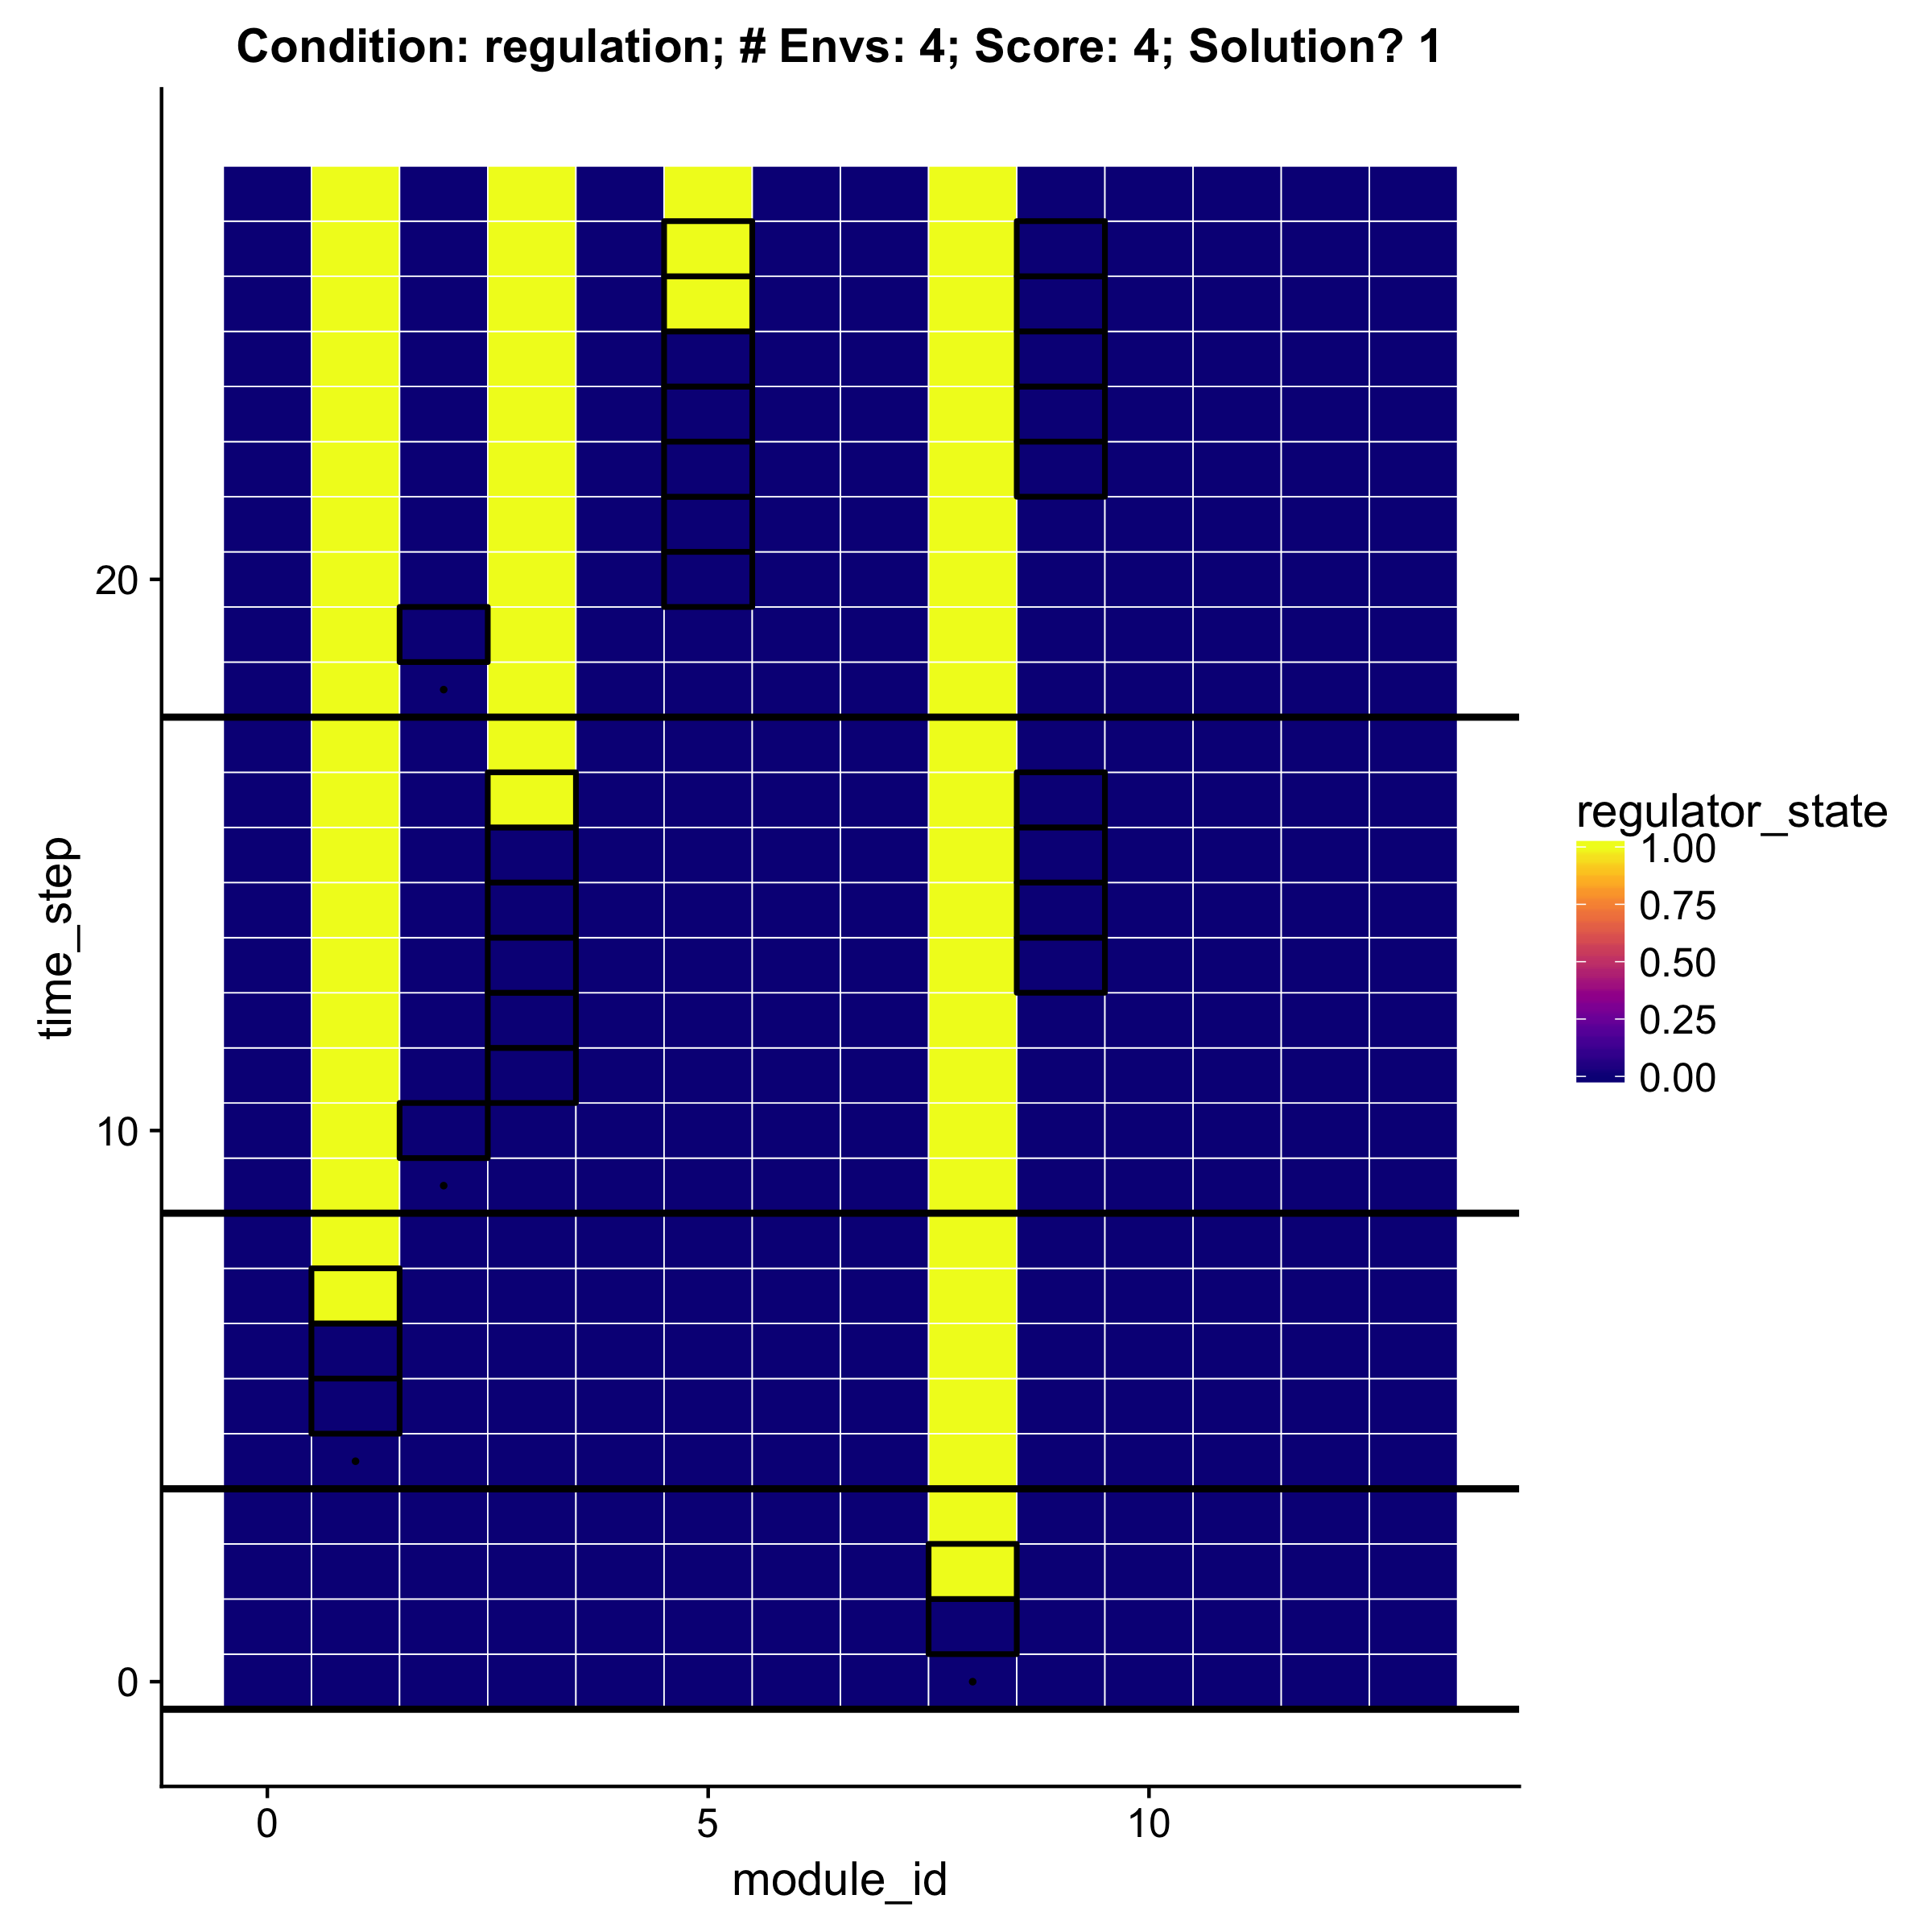 Condition: regulation; # Envs: 4; Score: 4; Solution? 1
time_step
20
10
0
0
5
10
module_id
regulator_state
1.00
0.75
0.50
0.25
0.00